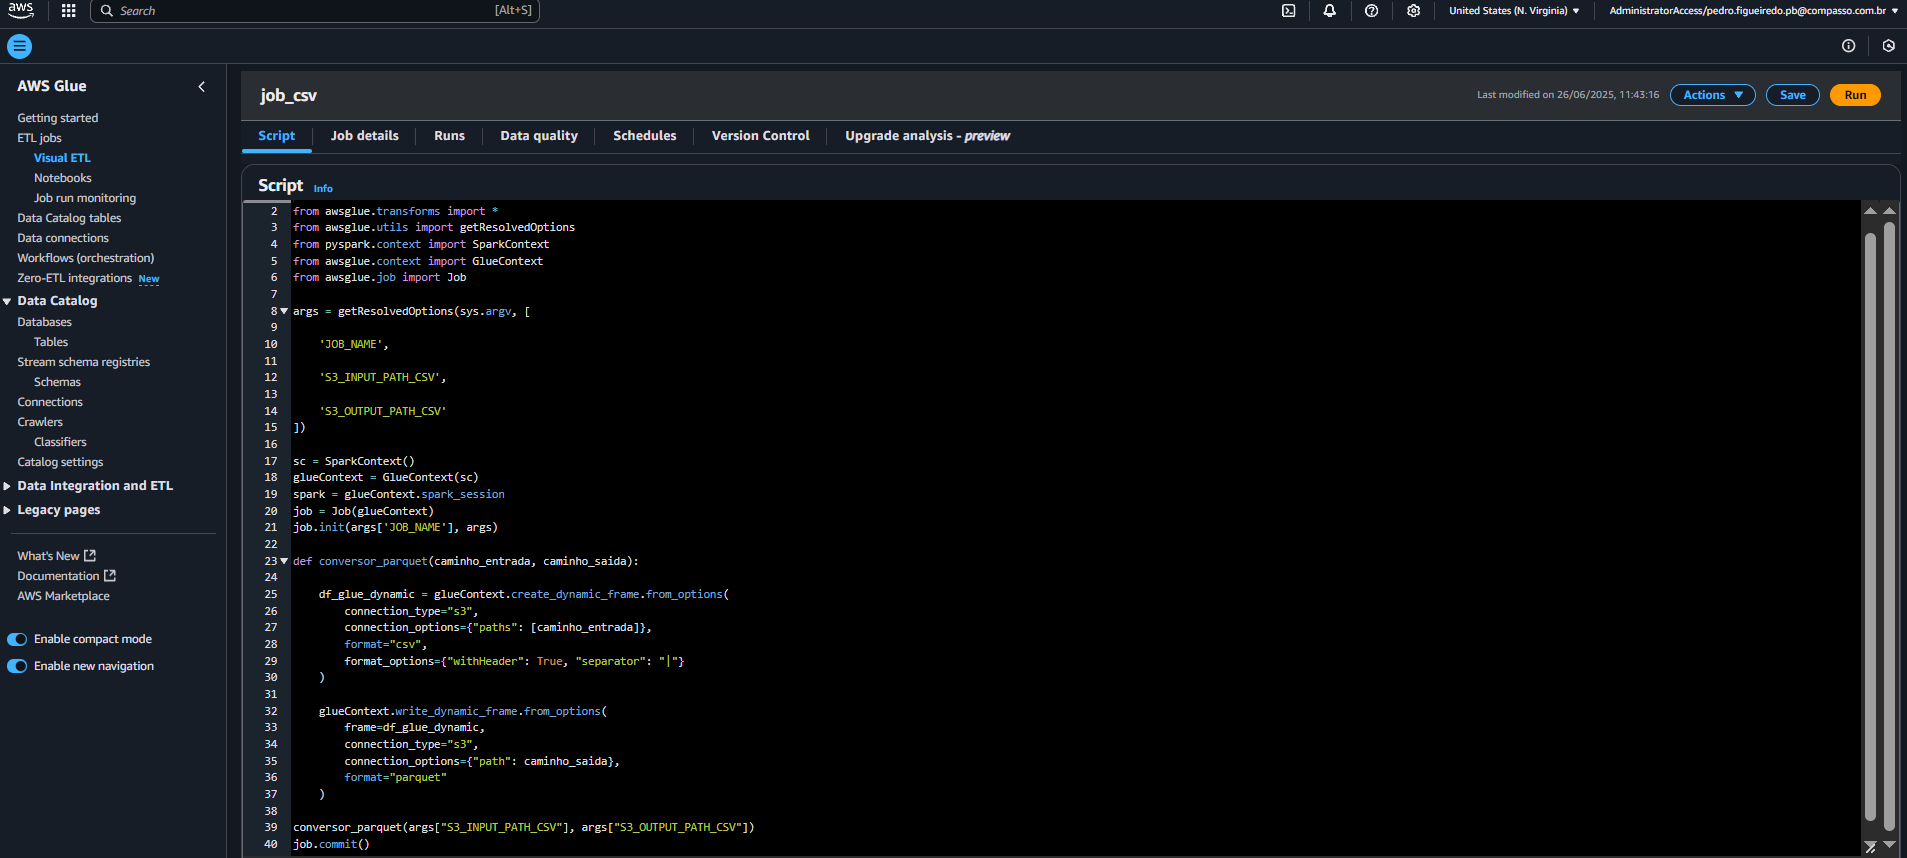 aws
Search
[Alt+S]
United States (N. Virginia)
AdministratorAccess/pedro.figueiredo.pb@compasso.com.br
AWS Glue
Getting started
ETL jobs
Visual ETL
Notebooks
Job run monitoring
Data Catalog tables
Data connections
Workflows (orchestration)
Zero-ETL integrations New
Data Catalog
Databases
Tables
Stream schema registries
Schemas
Connections
Crawlers
Classifiers
Catalog settings
Data Integration and ETL
Legacy pages
What's New
Documentation
AWS Marketplace
Enable compact mode
Enable new navigation
job_csv
Last modified on 26/06/2025, 11:43:16
Actions
Save
Run
Script
Job details
Runs
Data quality
Schedules
Version Control
Upgrade analysis - preview
Script Info
2 from awsglue.transforms import *
3 from awsglue.utils import getResolvedOptions
4 from pyspark.context import SparkContext
5 from awsglue.context import GlueContext
6 from awsglue.job import Job
7
8 args = getResolvedOptions(sys.argv, [
9
10 'JOB_NAME',
11
12 'S3_INPUT_PATH_CSV',
13
14 'S3_OUTPUT_PATH_CSV'
15 ])
16
17 sc = SparkContext()
18 glueContext = GlueContext(sc)
19 spark = glueContext.spark_session
20 job = Job(glueContext)
21 job.init(args['JOB_NAME'], args)
22
23 def conversor_parquet(caminho_entrada, caminho_saida):
24
25 df_glue_dynamic = glueContext.create_dynamic_frame.from_options(
26 connection_type="s3",
27 connection_options={"paths": [caminho_entrada]},
28 format="csv",
29 format_options={"withHeader": True, "separator": "|"}
30 )
31
32 glueContext.write_dynamic_frame.from_options(
33 frame=df_glue_dynamic,
34 connection_type="s3",
35 connection_options={"path": caminho_saida},
36 format="parquet"
37 )
38
39 conversor_parquet(args["S3_INPUT_PATH_CSV"], args["S3_OUTPUT_PATH_CSV"])
40 job.commit()